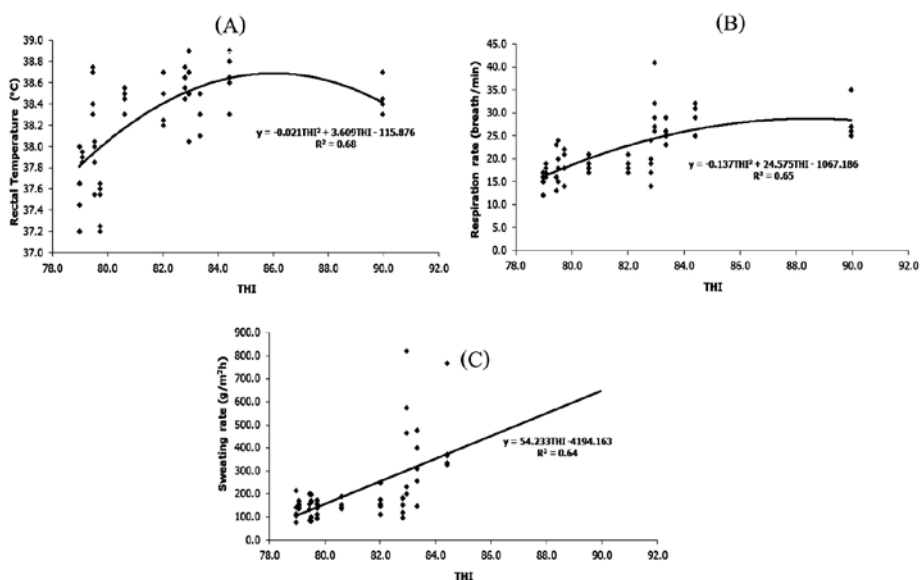 (A)
39.0
38.8
38.6
38.4
38.2
38.0
37.8
37.6
37.4
37.2
37.0
Rectal Temperature (°C)
y = -0.021THI² + 3.609THI - 115.876
R² = 0.68
78.0 80.0 82.0 84.0 86.0 88.0 90.0 92.0
THI
(B)
45.0
40.0
35.0
30.0
25.0
20.0
15.0
10.0
5.0
0.0
Respiration rate (breath/min)
y = -0.137THI² + 24.575THI - 1067.186
R² = 0.65
78.0 80.0 82.0 84.0 86.0 88.0 90.0 92.0
THI
(C)
900.0
800.0
700.0
600.0
500.0
400.0
300.0
200.0
100.0
0.0
Sweating rate (g/m²h)
y = 54.233THI -4194.163
R² = 0.64
78.0 80.0 82.0 84.0 86.0 88.0 90.0 92.0
THI